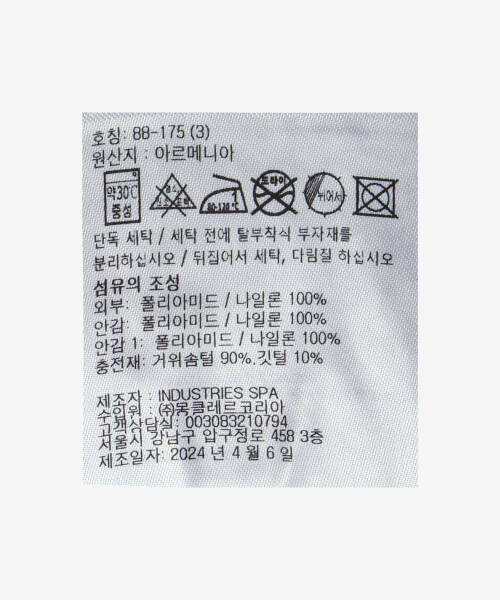 호칭: 88-175 (3)
원산지 : 아르메니아
약30℃ 80-120℃ 드라이 뉘어서
중성
단독 세탁 / 세탁 전에 탈부착식 부자재를
분리하십시오 / 뒤집어서 세탁, 다림질 하십시오
섬유의 조성
외부: 폴리아미드 / 나일론 100%
안감: 폴리아미드 / 나일론 100%
안감 1: 폴리아미드 / 나일론 100%
충전재: 거위솜털 90%.깃털 10%
제조자 : INDUSTRIES SPA
수입원 : ㈜몽클레르코리아
고객상담실: 003083210794
서울시 강남구 압구정로 458 3층
제조일자: 2024 년 4 월 6 일